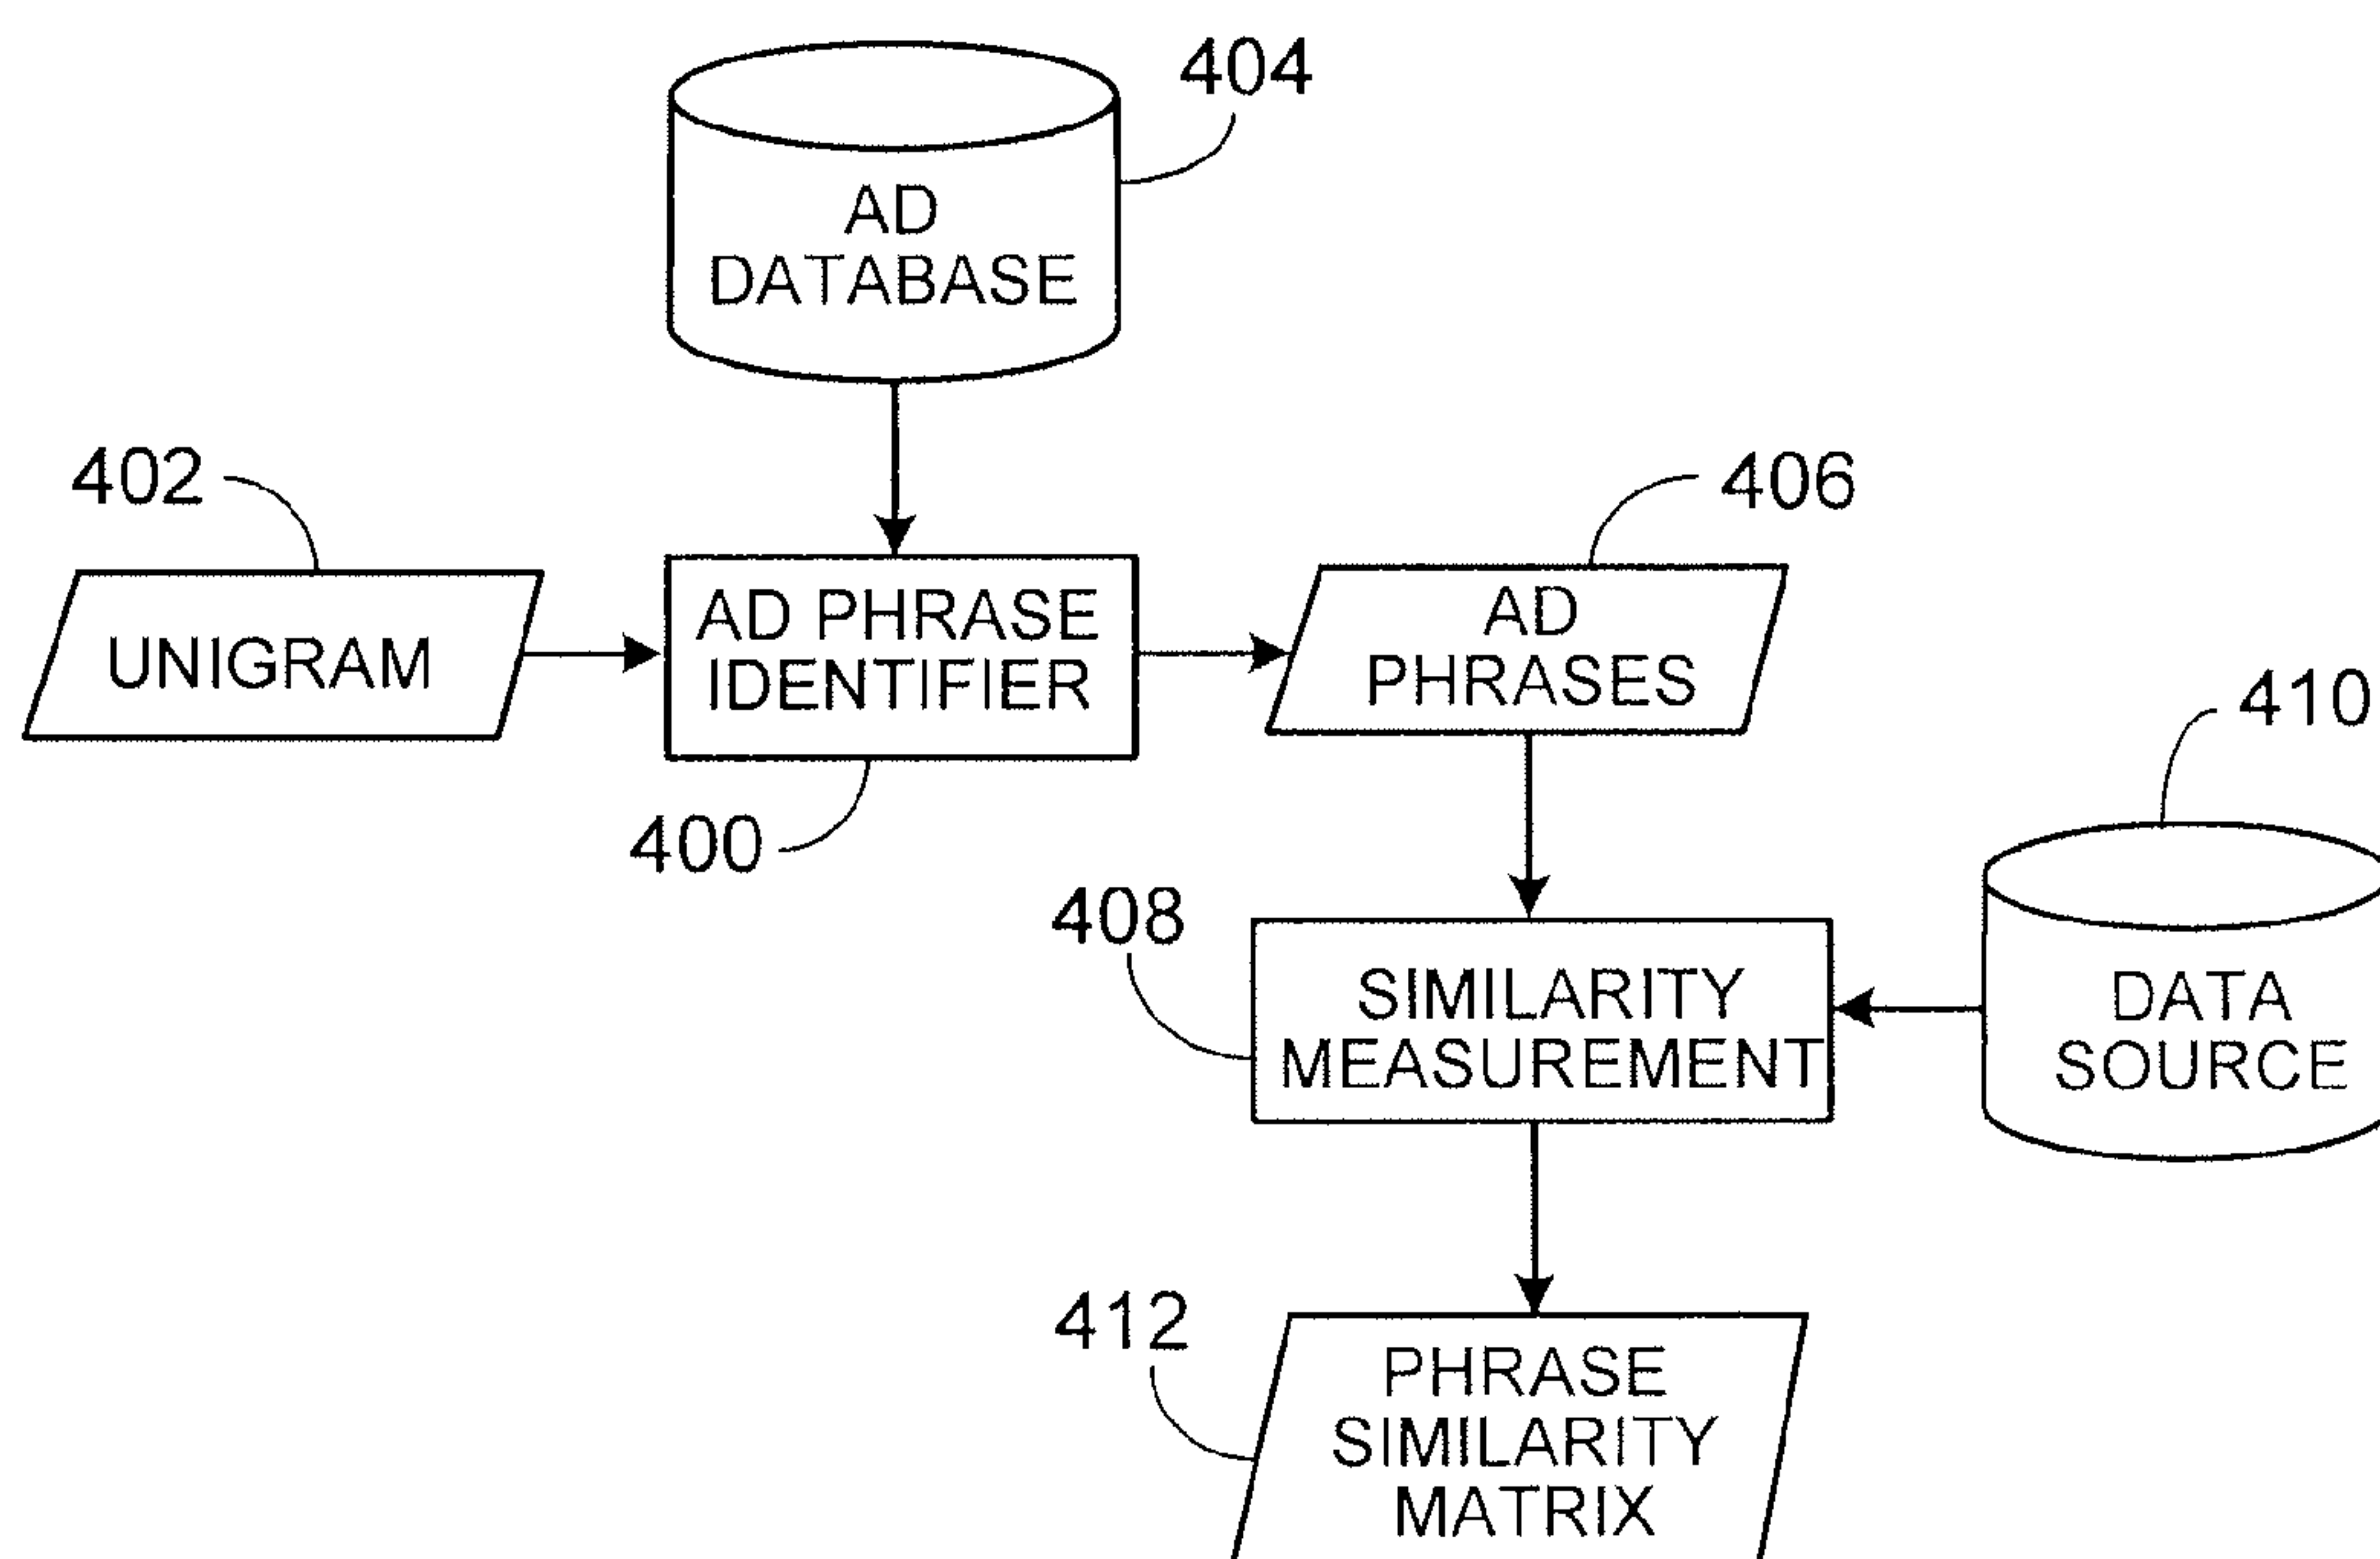 404
AD
DATABASE
402
406
UNIGRAM
AD PHRASE
IDENTIFIER
AD
PHRASES
410
400
408
SIMILARITY
MEASUREMENT
DATA
SOURCE
412
PHRASE
SIMILARITY
MATRIX